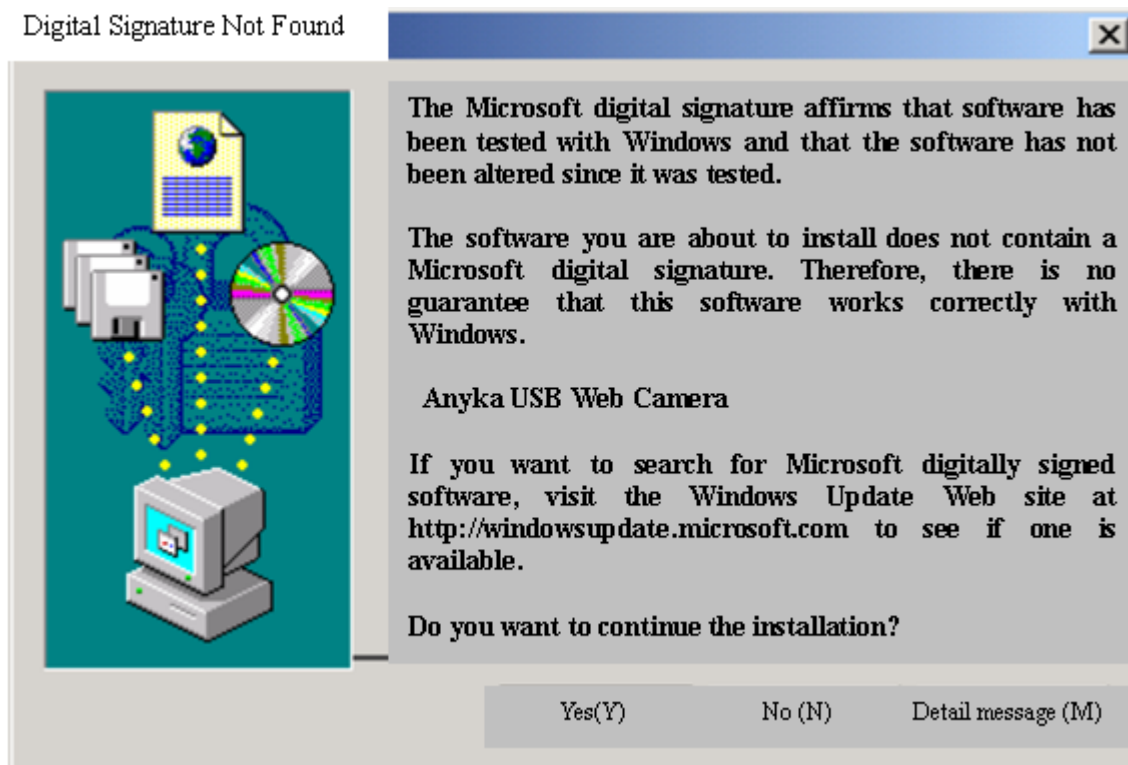 Digital Signature Not Found
The Microsoft digital signature affirms that software has
been tested with Windows and that the software has not
been altered since it was tested.
The software you are about to install does not contain a
Microsoft digital signature. Therefore, there is no
guarantee that this software works correctly with
Windows.
Anyka USB Web Camera
If you want to search for Microsoft digitally signed
software, visit the Windows Update Web site at
http://windowsupdate.microsoft.com to see if one is
available.
Do you want to continue the installation?
Yes(Y) No (N) Detail message (M)